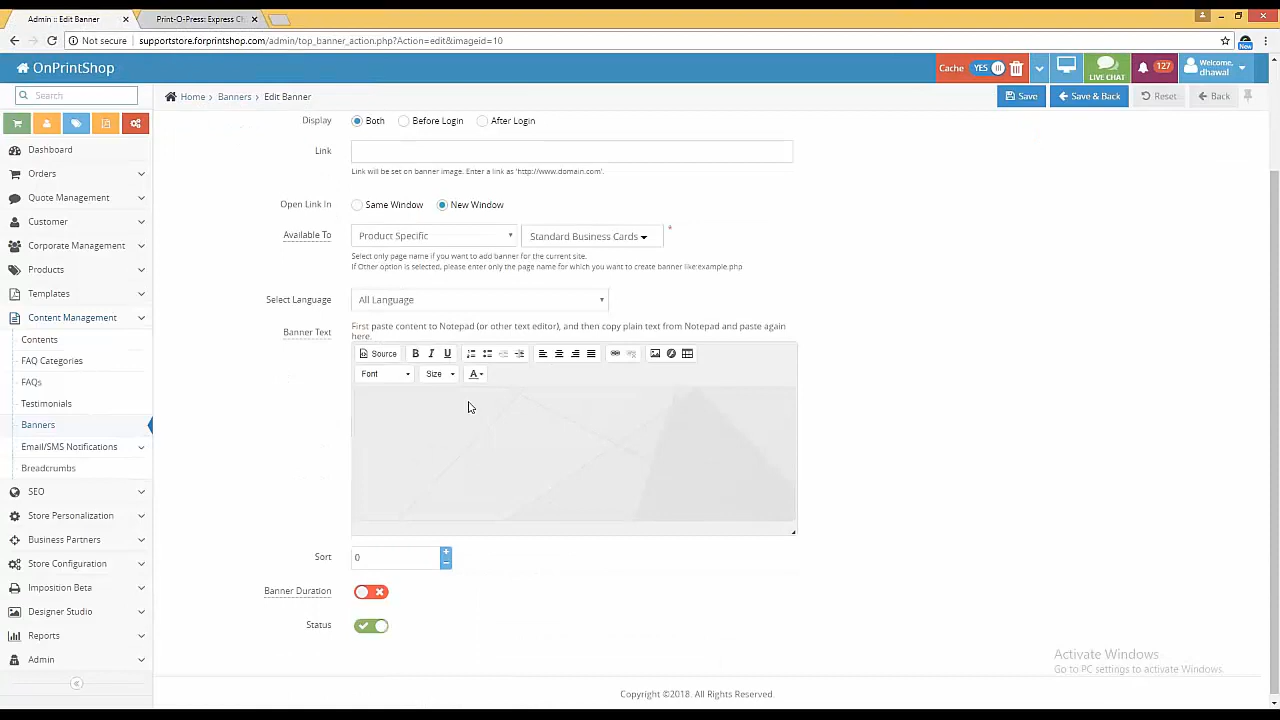 Admin :: Edit Banner
Print-O-Press: Express C
Not secure
supportstore.forprintshop.com/admin/top_banner_action.php?Action=edit&imageid=10
New
OnPrintShop
Cache YES
LIVE CHAT
127
Welcome,
dhawal
Search
Home
Banners
Edit Banner
Save
Save & Back
Reset
Back
Dashboard
Orders
Quote Management
Customer
Corporate Management
Products
Templates
Content Management
Contents
FAQ Categories
FAQs
Testimonials
Banners
Email/SMS Notifications
Breadcrumbs
SEO
Store Personalization
Business Partners
Store Configuration
Imposition Beta
Designer Studio
Reports
Admin
Display
Both
Before Login
After Login
Link
Link will be set on banner image. Enter a link as 'http://www.domain.com'.
Open Link In
Same Window
New Window
Available To
Product Specific
Standard Business Cards
*
Select only page name if you want to add banner for the current site.
If Other option is selected, please enter only the page name for which you want to create banner like:example.php
Select Language
All Language
Banner Text
First paste content to Notepad (or other text editor), and then copy plain text from Notepad and paste again
here.
Source
B I U
Font
Size
A
Sort
0
Banner Duration
Status
Activate Windows
Go to PC settings to activate Windows.
Copyright ©2018. All Rights Reserved.